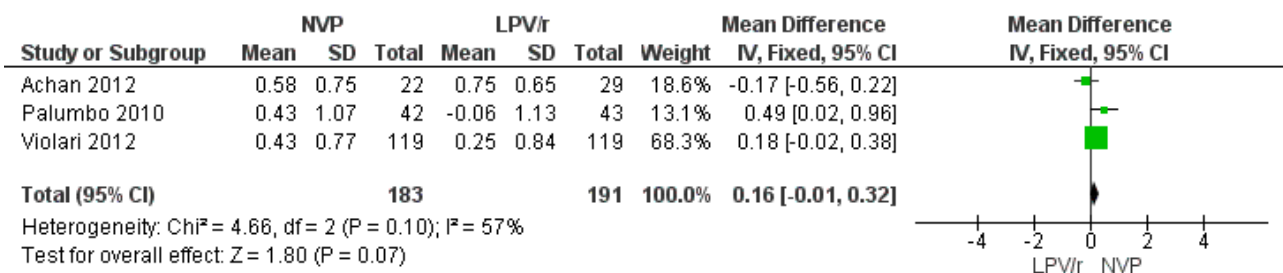 NVP LPV/r Mean Difference Mean Difference
Study or Subgroup Mean SD Total Mean SD Total Weight IV, Fixed, 95% CI IV, Fixed, 95% CI
Achan 2012 0.58 0.75 22 0.75 0.65 29 18.6% -0.17 [-0.56, 0.22]
Palumbo 2010 0.43 1.07 42 -0.06 1.13 43 13.1% 0.49 [0.02, 0.96]
Violari 2012 0.43 0.77 119 0.25 0.84 119 68.3% 0.18 [-0.02, 0.38]
Total (95% CI) 183 191 100.0% 0.16 [-0.01, 0.32]
Heterogeneity: Chi² = 4.66, df = 2 (P = 0.10); I² = 57%
Test for overall effect: Z = 1.80 (P = 0.07)
-4 -2 0 2 4
LPV/r NVP